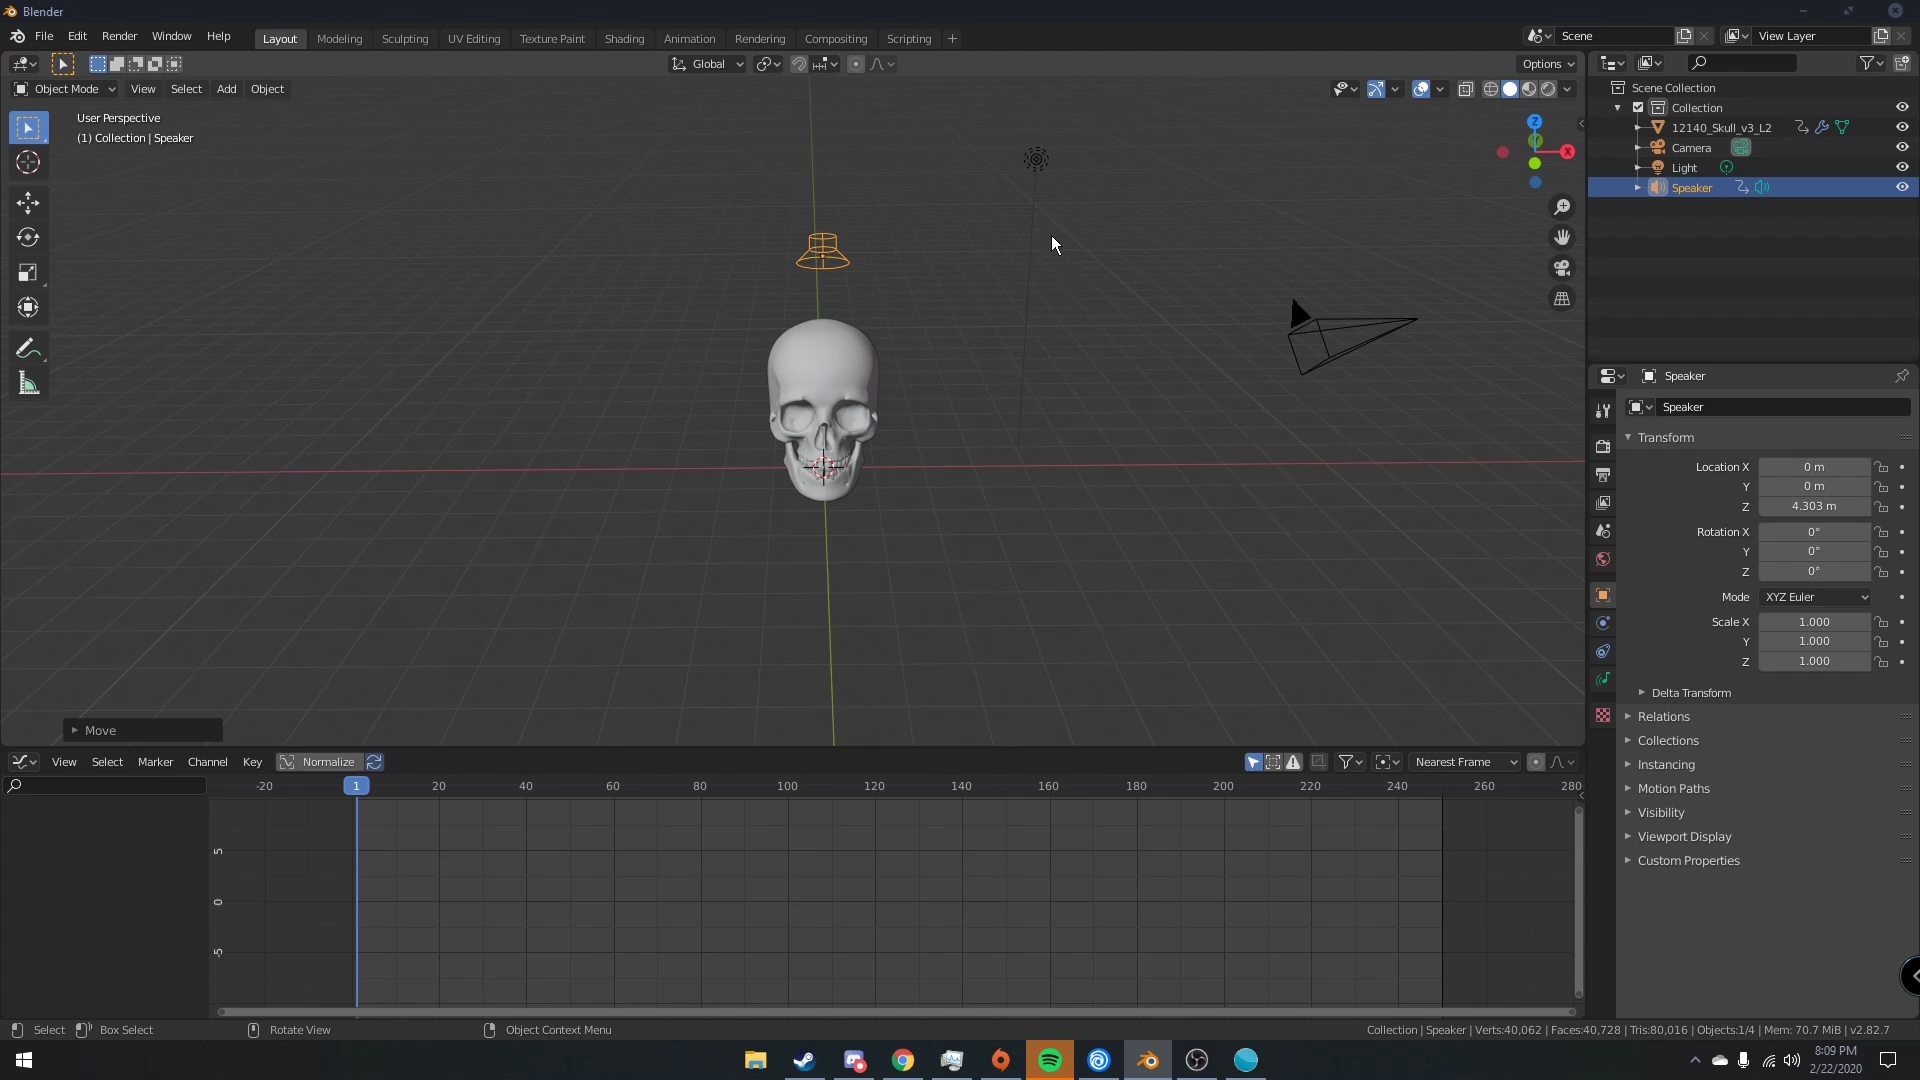 Blender
File Edit Render Window Help
Layout Modeling Sculpting UV Editing Texture Paint Shading Animation Rendering Compositing Scripting +
Scene
View Layer
Global
Options
Object Mode View Select Add Object
User Perspective
(1) Collection | Speaker
Z
Y
X
Move
Scene Collection
Collection
12140_Skull_v3_L2
Camera
Light
Speaker
Speaker
Speaker
Transform
Location X 0 m
Y 0 m
Z 4.303 m
Rotation X 0°
Y 0°
Z 0°
Mode XYZ Euler
Scale X 1.000
Y 1.000
Z 1.000
Delta Transform
Relations
Collections
Instancing
Motion Paths
Visibility
Viewport Display
Custom Properties
View Select Marker Channel Key Normalize
Nearest Frame
-20 1 20 40 60 80 100 120 140 160 180 200 220 240 260 280
5
0
-5
Select Box Select Rotate View Object Context Menu
Collection | Speaker | Verts:40,062 | Faces:40,728 | Tris:80,016 | Objects:1/4 | Mem: 70.7 MiB | v2.82.7
8:09 PM
2/22/2020